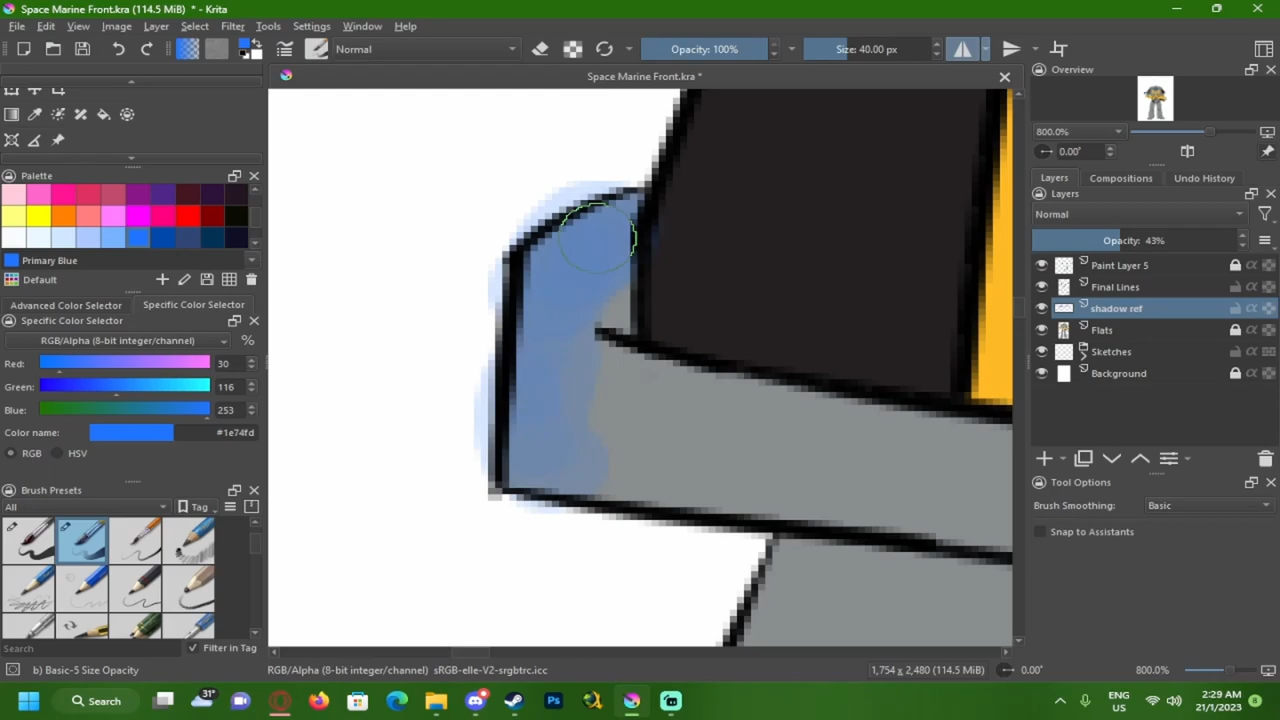 Space Marine Front.kra (114.5 MiB) * - Krita
File Edit View Image Layer Select Filter Tools Settings Window Help
Normal Opacity: 100% Size: 40.00 px
Space Marine Front.kra *
Overview
800.0%
0.00°
Palette
Primary Blue
Default
Advanced Color Selector Specific Color Selector
Specific Color Selector
RGB/Alpha (8-bit integer/channel) %
Red: 30
Green: 116
Blue: 253
Color name: #1e74fd
RGB HSV
Brush Presets
All Tag
Search Filter in Tag
Layers Compositions Undo History
Layers
Normal
Opacity: 43%
Paint Layer 5
Final Lines
shadow ref
Flats
Sketches
Background
Tool Options
Brush Smoothing: Basic
Snap to Assistants
b) Basic-5 Size Opacity RGB/Alpha (8-bit integer/channel) sRGB-elle-V2-srgbtrc.icc 1,754 x 2,480 (114.5 MiB) 0.00° 800.0%
Search 31° Ps ENG US 2:29 AM 21/1/2023 8